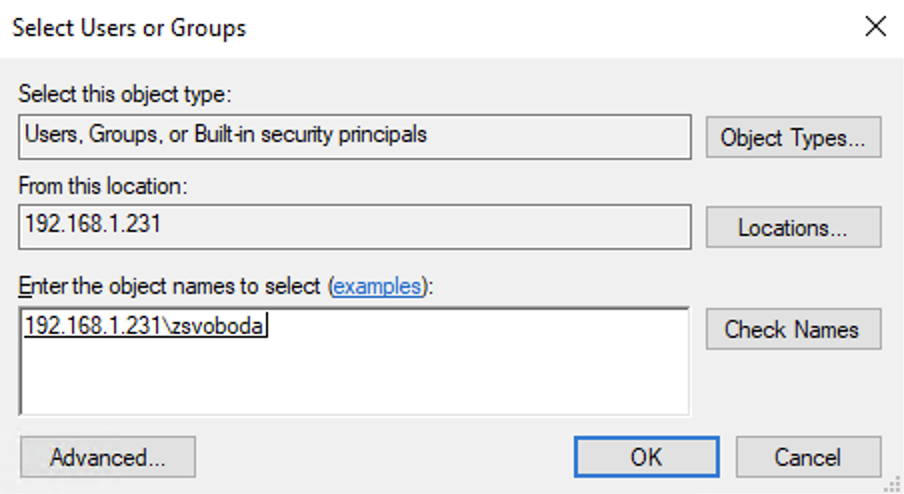 Select Users or Groups
Select this object type:
Users, Groups, or Built-in security principals
Object Types...
From this location:
192.168.1.231
Locations...
Enter the object names to select (examples):
192.168.1.231\zsvoboda
Check Names
Advanced...
OK
Cancel